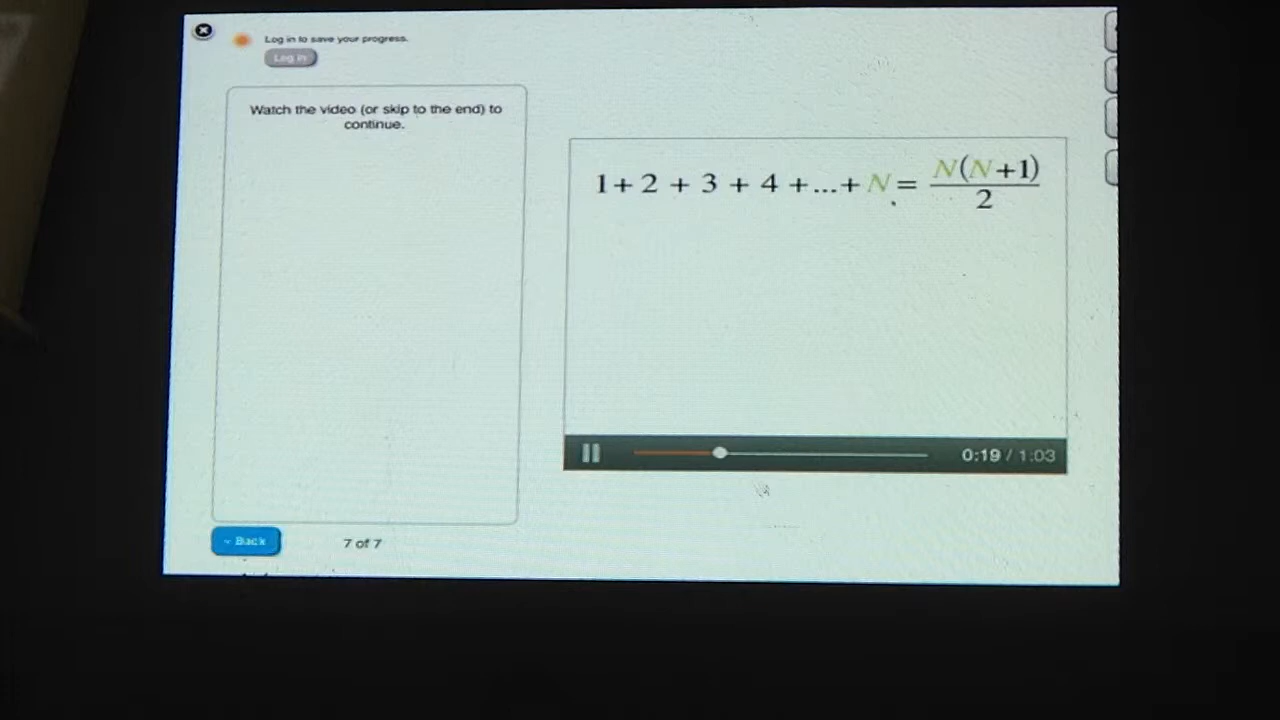 Log in to save your progress.
Log in
Watch the video (or skip to the end) to
continue.
1+ 2 + 3 + 4 +...+ N = N(N+1)
2
0:19 / 1:03
< Back
7 of 7